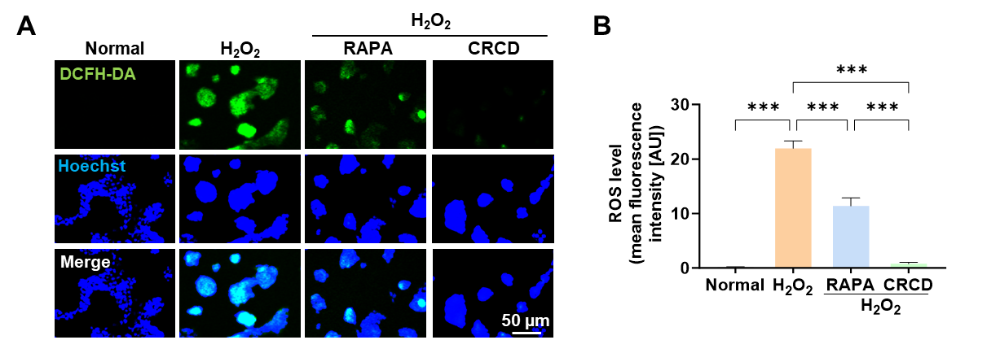 A
H₂O₂
Normal
H₂O₂
RAPA
CRCD
DCFH-DA
Hoechst
Merge
50 µm
B
ROS level
(mean fluorescence
intensity [AU])
30
20
10
0
***
***
***
***
Normal
H₂O₂
RAPA
CRCD
H₂O₂